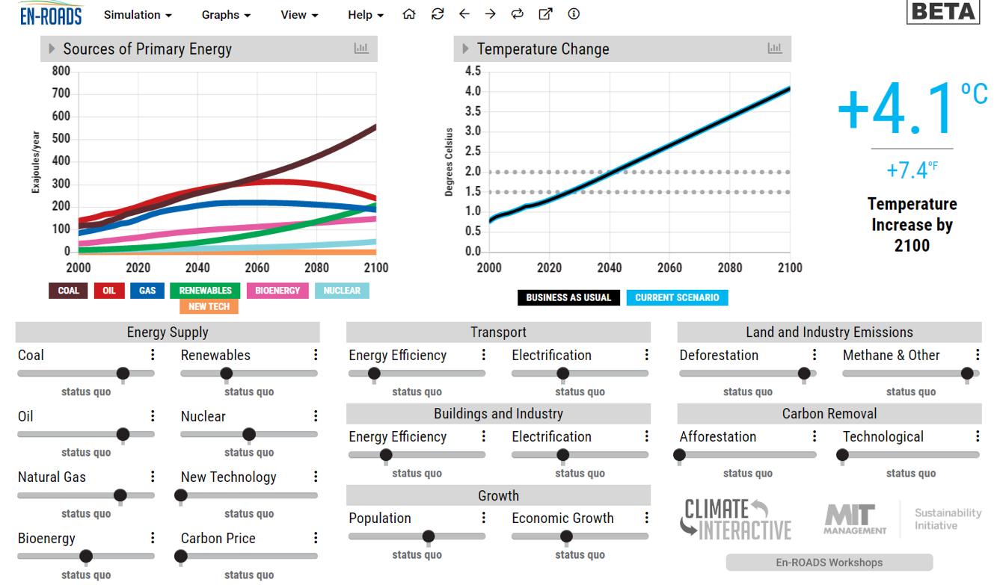 EN-ROADS
Simulation Graphs View Help
BETA
Sources of Primary Energy
Exajoules/year
800
700
600
500
400
300
200
100
0
2000 2020 2040 2060 2080 2100
COAL OIL GAS RENEWABLES BIOENERGY NUCLEAR
NEW TECH
Temperature Change
Degrees Celsius
4.5
4.0
3.5
3.0
2.5
2.0
1.5
1.0
0.5
0.0
2000 2020 2040 2060 2080 2100
BUSINESS AS USUAL CURRENT SCENARIO
+4.1 ºC
+7.4 ºF
Temperature
Increase by
2100
Energy Supply
Coal Renewables
status quo status quo
Oil Nuclear
status quo status quo
Natural Gas New Technology
status quo status quo
Bioenergy Carbon Price
status quo status quo
Transport
Energy Efficiency Electrification
status quo status quo
Buildings and Industry
Energy Efficiency Electrification
status quo status quo
Growth
Population Economic Growth
status quo status quo
Land and Industry Emissions
Deforestation Methane & Other
status quo status quo
Carbon Removal
Afforestation Technological
status quo status quo
CLIMATE
INTERACTIVE
MIT
MANAGEMENT
Sustainability
Initiative
En-ROADS Workshops